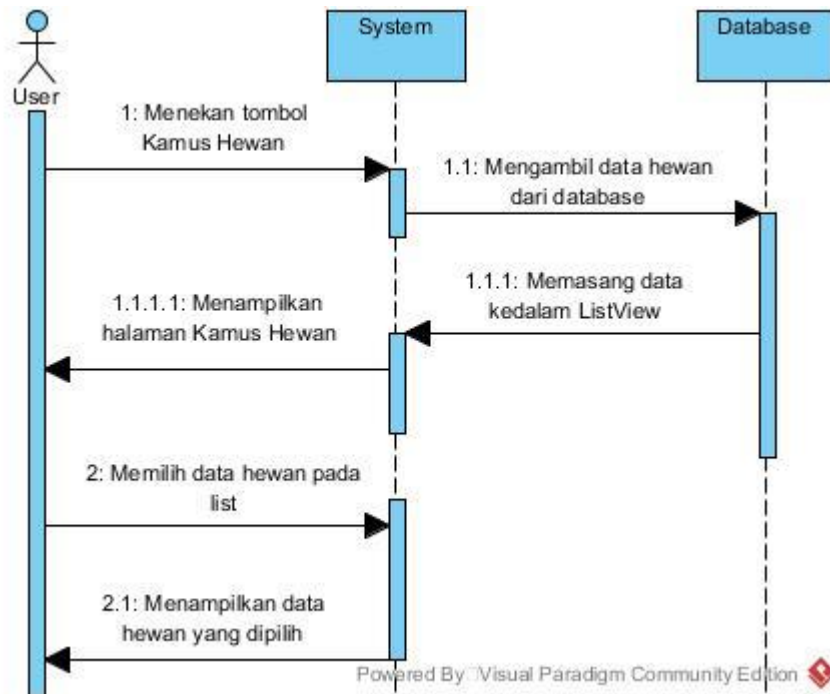 System
Database
User
1: Menekan tombol
Kamus Hewan
1.1: Mengambil data hewan
dari database
1.1.1: Memasang data
kedalam ListView
1.1.1.1: Menampilkan
halaman Kamus Hewan
2: Memilih data hewan pada
list
2.1: Menampilkan data
hewan yang dipilih
Powered By Visual Paradigm Community Edition